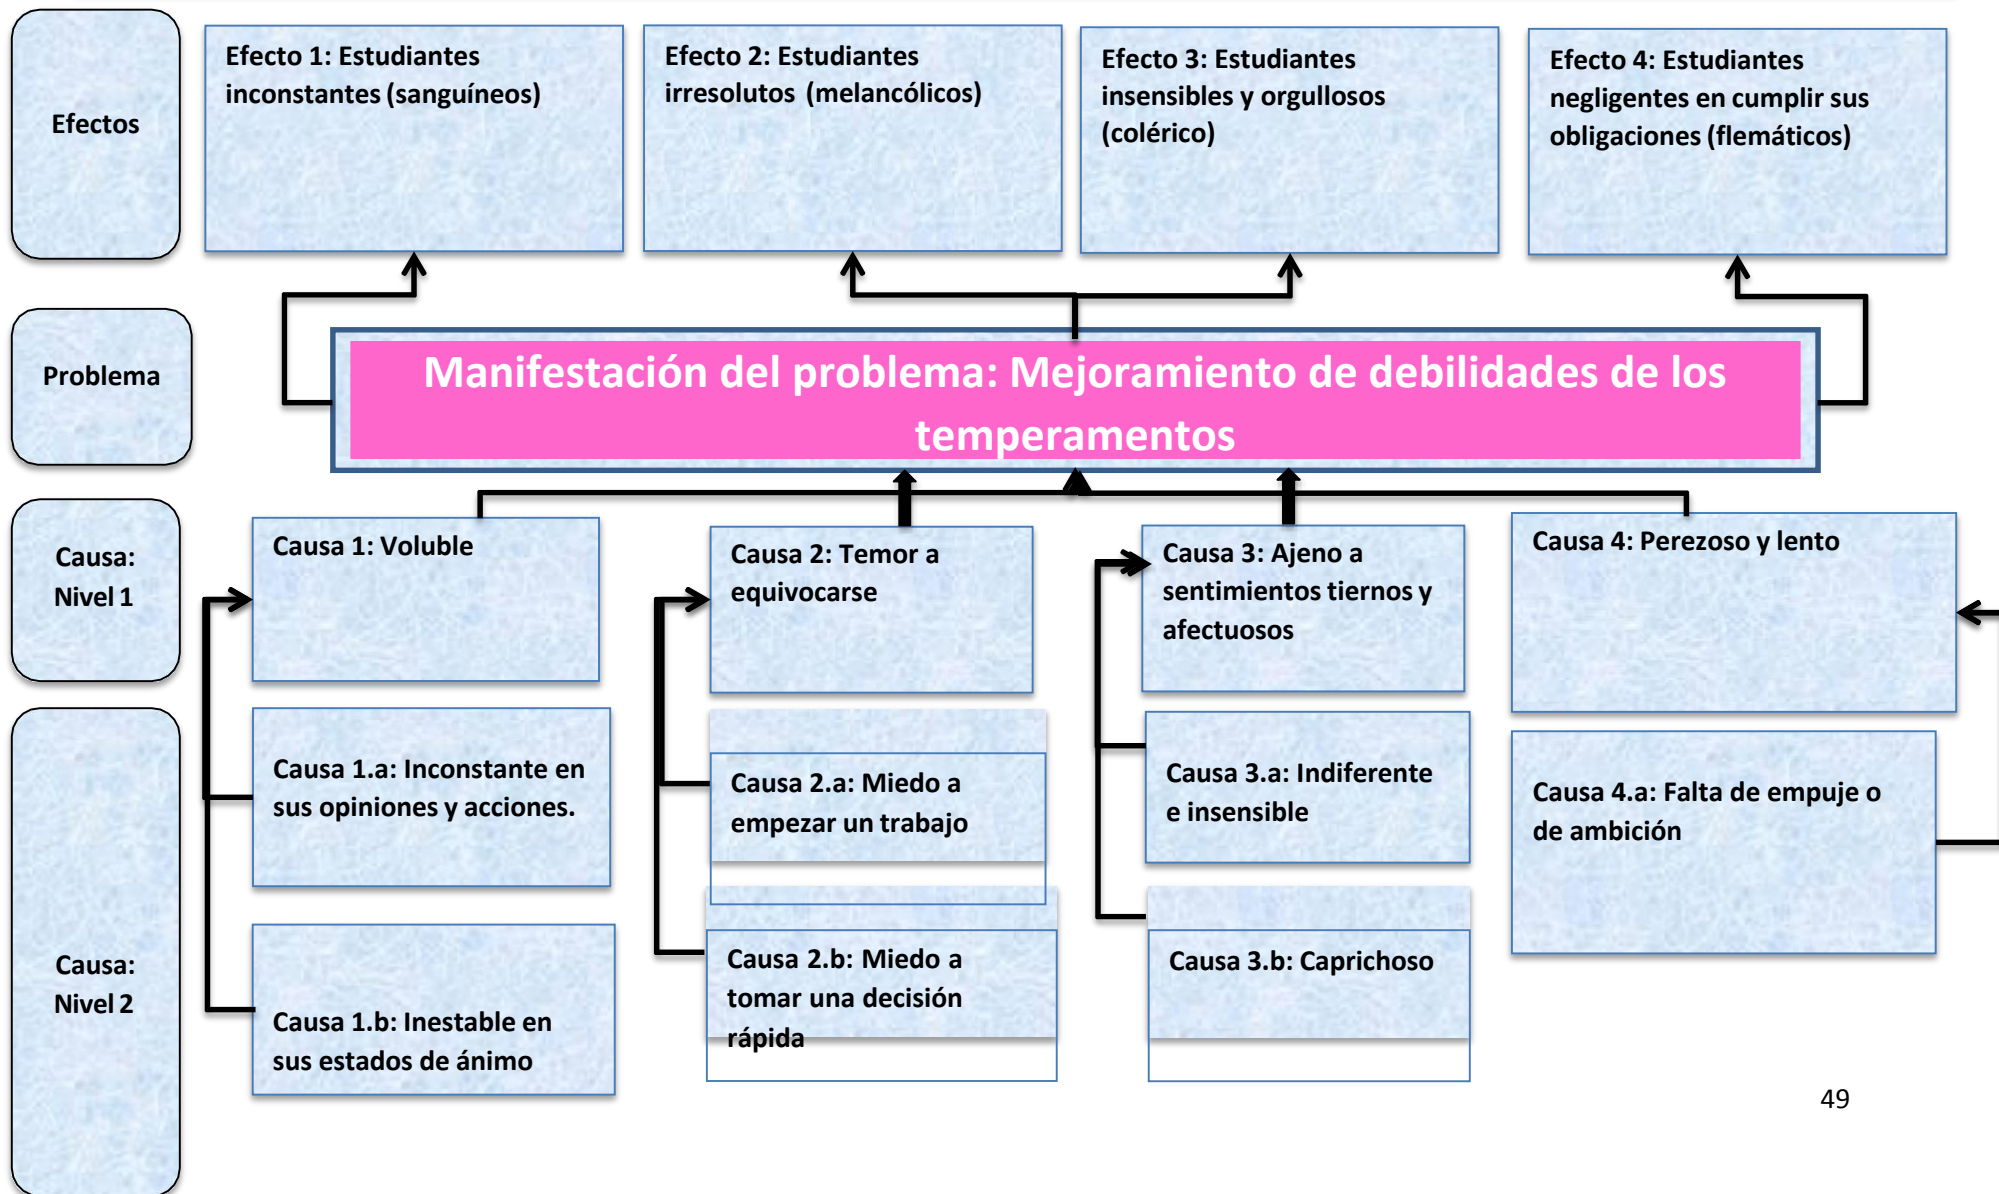 Efectos
Efecto 1: Estudiantes
inconstantes (sanguíneos)
Efecto 2: Estudiantes
irresolutos (melancólicos)
Efecto 3: Estudiantes
insensibles y orgullosos
(colérico)
Efecto 4: Estudiantes
negligentes en cumplir sus
obligaciones (flemáticos)
Problema
Manifestación del problema: Mejoramiento de debilidades de los
temperamentos
Causa:
Nivel 1
Causa 1: Voluble
Causa 2: Temor a
equivocarse
Causa 3: Ajeno a
sentimientos tiernos y
afectuosos
Causa 4: Perezoso y lento
Causa:
Nivel 2
Causa 1.a: Inconstante en
sus opiniones y acciones.
Causa 2.a: Miedo a
empezar un trabajo
Causa 3.a: Indiferente
e insensible
Causa 4.a: Falta de empuje o
de ambición
Causa 1.b: Inestable en
sus estados de ánimo
Causa 2.b: Miedo a
tomar una decisión
rápida
Causa 3.b: Caprichoso
49